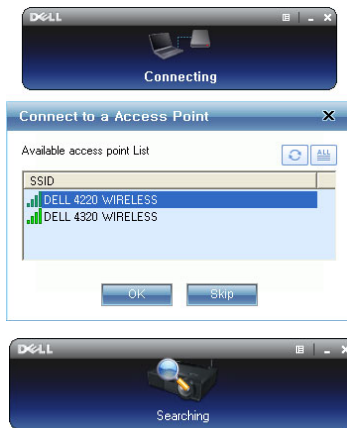 DELL
Connecting
Connect to a Access Point
Available access point List
ALL
SSID
DELL 4220 WIRELESS
DELL 4320 WIRELESS
OK Skip
DELL
Searching